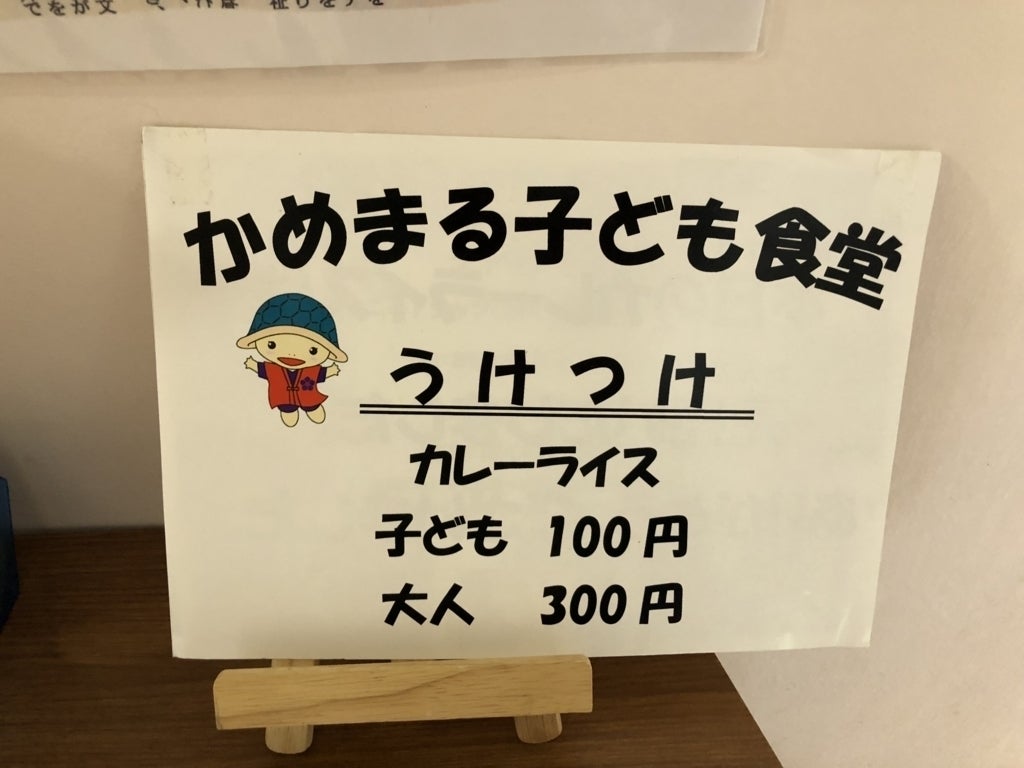 かめまる子ども食堂
うけつけ
カレーライス
子ども 100円
大人 300円